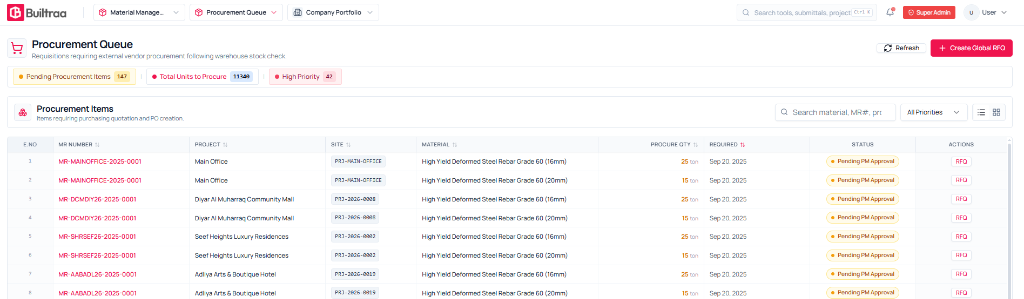 Builtraa
Material Manage... Procurement Queue Company Portfolio
Search tools, submittals, project Ctrl K
Super Admin
U User
Procurement Queue
Requisitions requiring external vendor procurement following warehouse stock check.
Refresh
+ Create Global RFQ
Pending Procurement Items 147
Total Units to Procure 11340
High Priority 42
Procurement Items
Items requiring purchasing quotation and PO creation.
Search material, MR#, pr
All Priorities
S.NO MR NUMBER PROJECT SITE MATERIAL PROCURE QTY REQUIRED STATUS ACTIONS
1 MR-MAINOFFICE-2025-0001 Main Office PRJ-MAIN-OFFICE High Yield Deformed Steel Rebar Grade 60 (16mm) 25 ton Sep 20, 2025 Pending PM Approval RFQ
2 MR-MAINOFFICE-2025-0001 Main Office PRJ-MAIN-OFFICE High Yield Deformed Steel Rebar Grade 60 (20mm) 15 ton Sep 20, 2025 Pending PM Approval RFQ
3 MR-DCMDIY26-2025-0001 Diyar Al Muharraq Community Mall PRJ-2026-0008 High Yield Deformed Steel Rebar Grade 60 (16mm) 25 ton Sep 20, 2025 Pending PM Approval RFQ
4 MR-DCMDIY26-2025-0001 Diyar Al Muharraq Community Mall PRJ-2026-0008 High Yield Deformed Steel Rebar Grade 60 (20mm) 15 ton Sep 20, 2025 Pending PM Approval RFQ
5 MR-SHRSEF26-2025-0001 Seef Heights Luxury Residences PRJ-2026-0002 High Yield Deformed Steel Rebar Grade 60 (16mm) 25 ton Sep 20, 2025 Pending PM Approval RFQ
6 MR-SHRSEF26-2025-0001 Seef Heights Luxury Residences PRJ-2026-0002 High Yield Deformed Steel Rebar Grade 60 (20mm) 15 ton Sep 20, 2025 Pending PM Approval RFQ
7 MR-AABADL26-2025-0001 Adliya Arts & Boutique Hotel PRJ-2026-0019 High Yield Deformed Steel Rebar Grade 60 (16mm) 25 ton Sep 20, 2025 Pending PM Approval RFQ
8 MR-AABADL26-2025-0001 Adliya Arts & Boutique Hotel PRJ-2026-0019 High Yield Deformed Steel Rebar Grade 60 (20mm) 15 ton Sep 20, 2025 Pending PM Approval RFQ